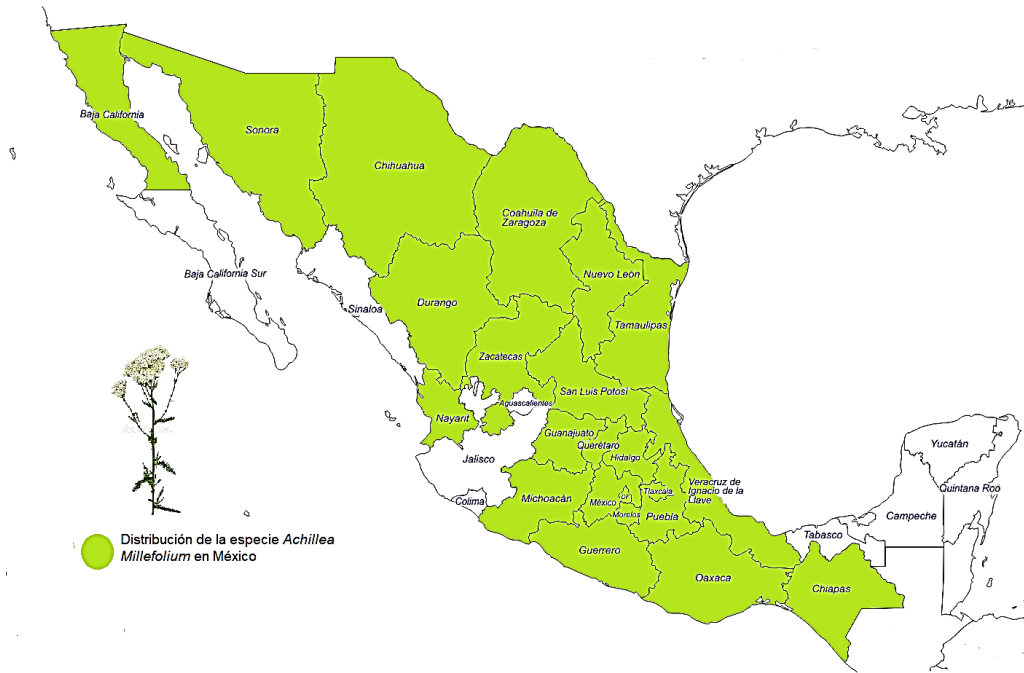 Baja California
Sonora
Chihuahua
Coahuila de
Zaragoza
Nuevo León
Baja California Sur
Sinaloa
Durango
Tamaulipas
Zacatecas
San Luis Potosí
Aguascalientes
Nayarit
Guanajuato
Querétaro
Hidalgo
Jalisco
Yucatán
Quintana Roo
Campeche
Veracruz de
Ignacio de la
Llave
Tlaxcala
DF
México
Morelos
Puebla
Michoacán
Colima
Tabasco
Guerrero
Oaxaca
Chiapas
Distribución de la especie Achillea
Millefolium en México